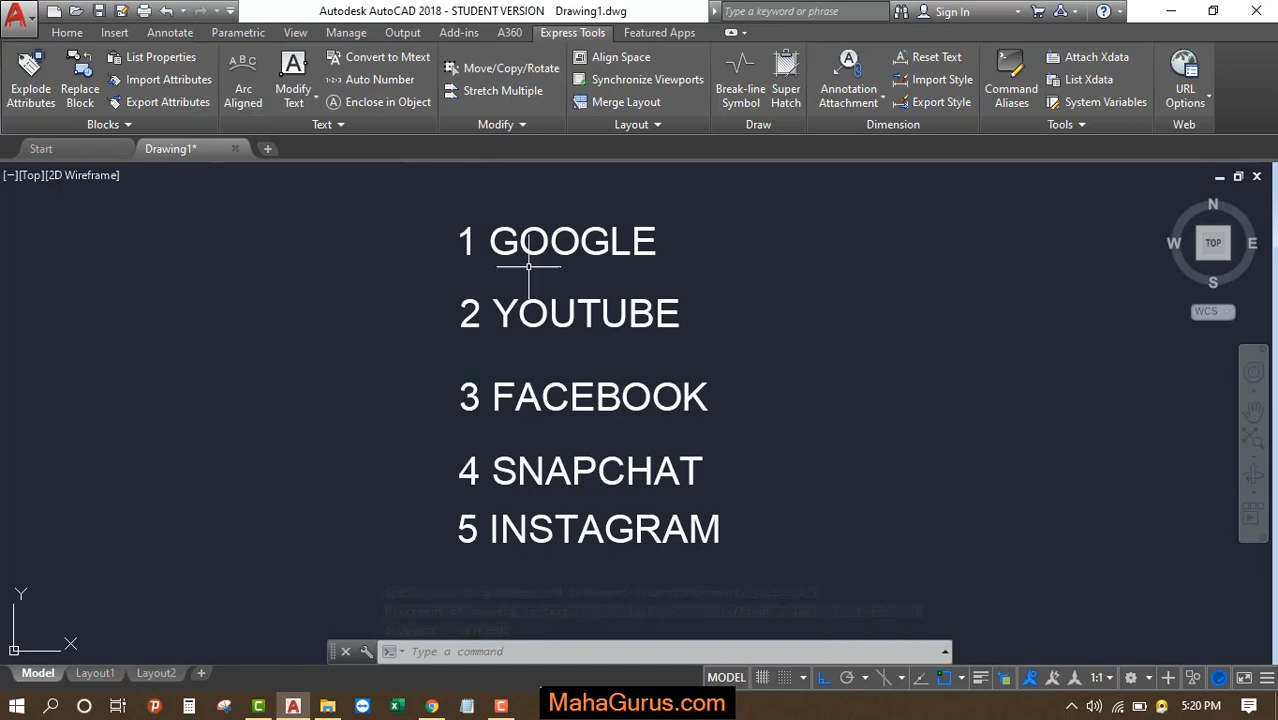 Autodesk AutoCAD 2018 - STUDENT VERSION Drawing1.dwg
Type a keyword or phrase
Sign In
Home Insert Annotate Parametric View Manage Output Add-ins A360 Express Tools Featured Apps
Explode Attributes
Replace Block
List Properties
Import Attributes
Export Attributes
Arc Aligned
Modify Text
Convert to Mtext
Auto Number
Enclose in Object
Move/Copy/Rotate
Stretch Multiple
Align Space
Synchronize Viewports
Merge Layout
Break-line Symbol
Super Hatch
Annotation Attachment
Reset Text
Import Style
Export Style
Command Aliases
Attach Xdata
List Xdata
System Variables
URL Options
Blocks Text Modify Layout Draw Dimension Tools Web
Start Drawing1*
[−][Top][2D Wireframe]
N
W TOP E
S
WCS
1 GOOGLE
2 YOUTUBE
3 FACEBOOK
4 SNAPCHAT
5 INSTAGRAM
Y
X
Type a command
Model Layout1 Layout2
MODEL 1:1
MahaGurus.com
ENG 5:20 PM